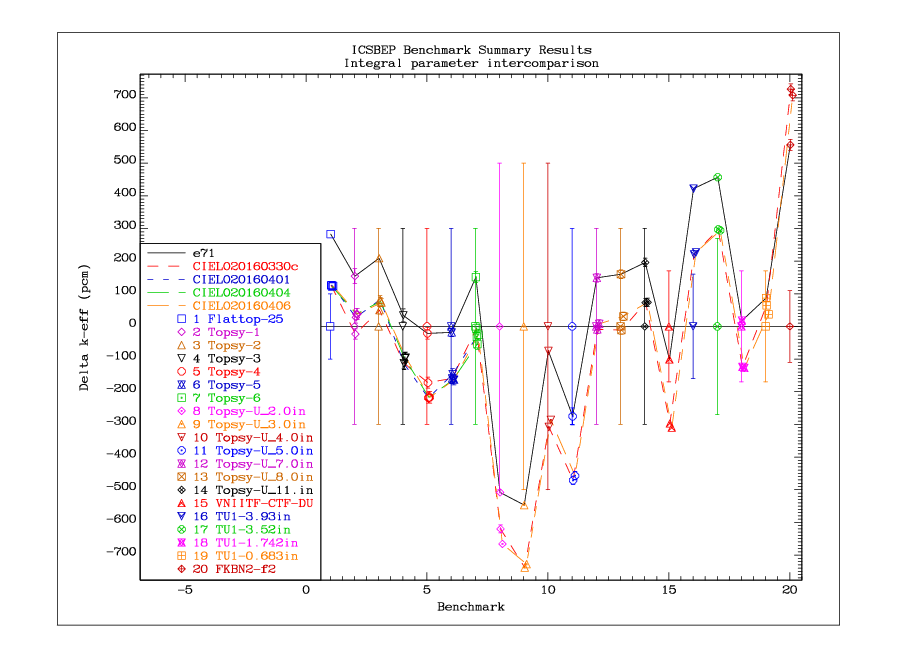 ICSBEP Benchmark Summary Results
Integral parameter intercomparison
700
600
500
400
300
200
100
0
-100
-200
-300
-400
-500
-600
-700
Delta k-eff (pcm)
e71
CIELO20160330c
CIELO20160401
CIELO20160404
CIELO20160406
1 Flattop-25
2 Topsy-1
3 Topsy-2
4 Topsy-3
5 Topsy-4
6 Topsy-5
7 Topsy-6
8 Topsy-U_2.0in
9 Topsy-U_3.0in
10 Topsy-U_4.0in
11 Topsy-U_5.0in
12 Topsy-U_7.0in
13 Topsy-U_8.0in
14 Topsy-U_11.in
15 VNIITF-CTF-DU
16 TU1-3.93in
17 TU1-3.52in
18 TU1-1.742in
19 TU1-0.683in
20 FKBN2-f2
-5 0 5 10 15 20
Benchmark